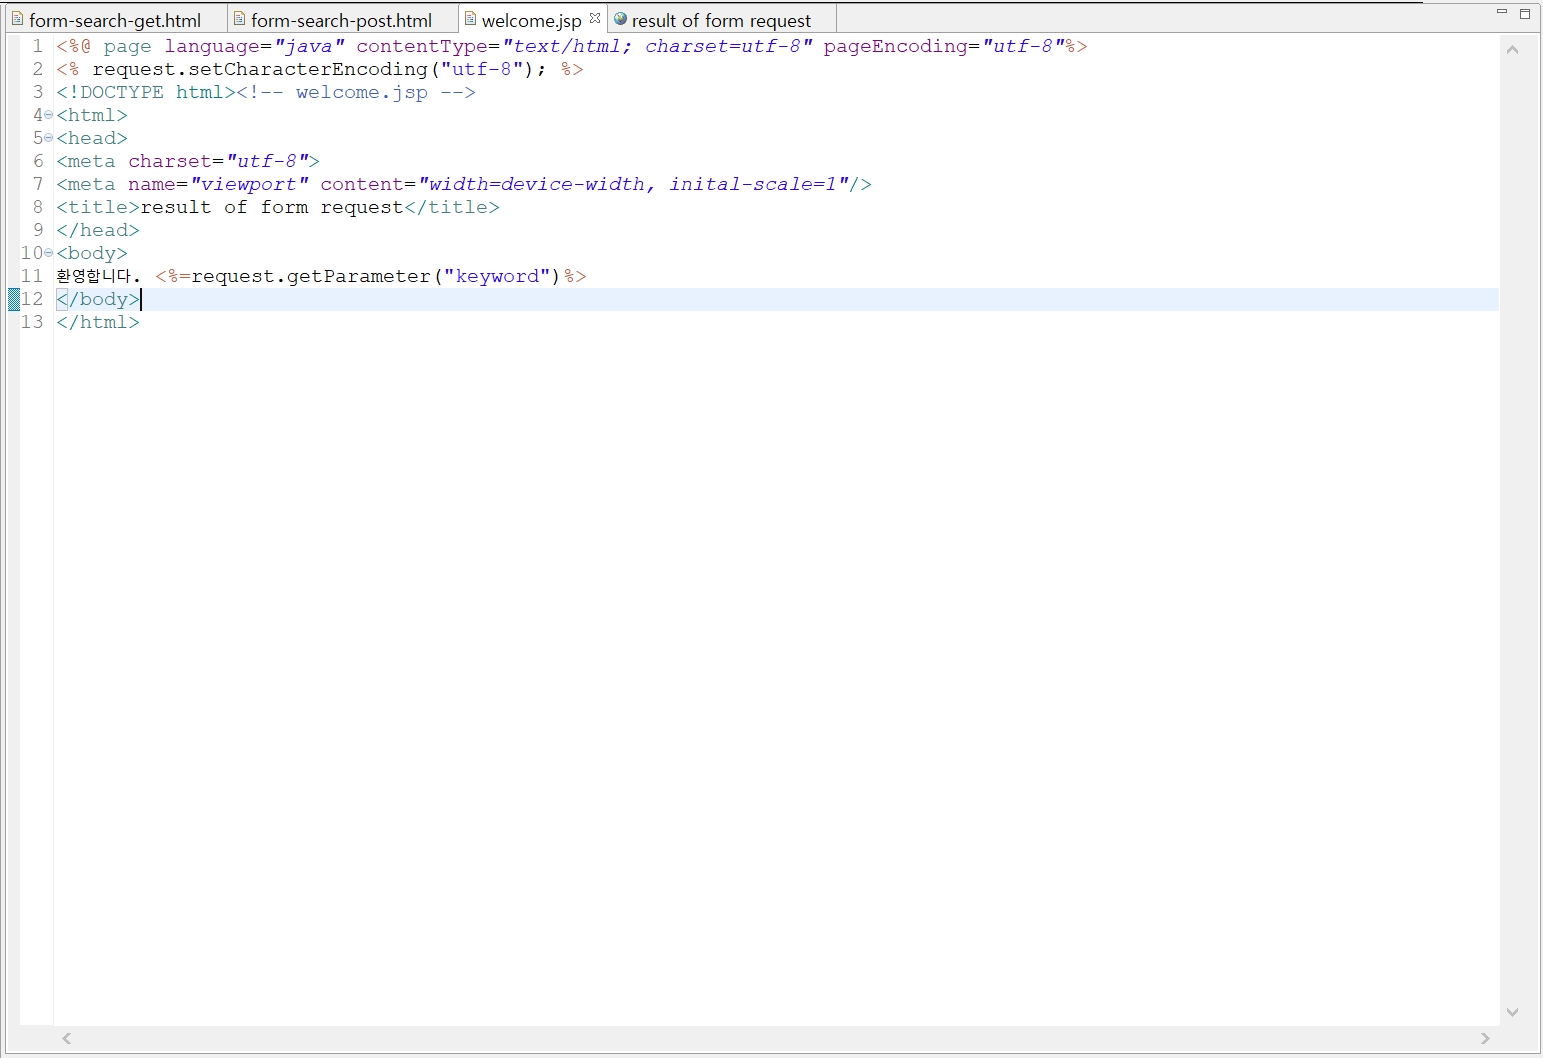 form-search-get.html form-search-post.html welcome.jsp result of form request
1 <%@ page language="java" contentType="text/html; charset=utf-8" pageEncoding="utf-8"%>
2 <% request.setCharacterEncoding("utf-8"); %>
3 <!DOCTYPE html><!-- welcome.jsp -->
4 <html>
5 <head>
6 <meta charset="utf-8">
7 <meta name="viewport" content="width=device-width, inital-scale=1"/>
8 <title>result of form request</title>
9 </head>
10 <body>
11 환영합니다. <%=request.getParameter("keyword")%>
12 </body>
13 </html>